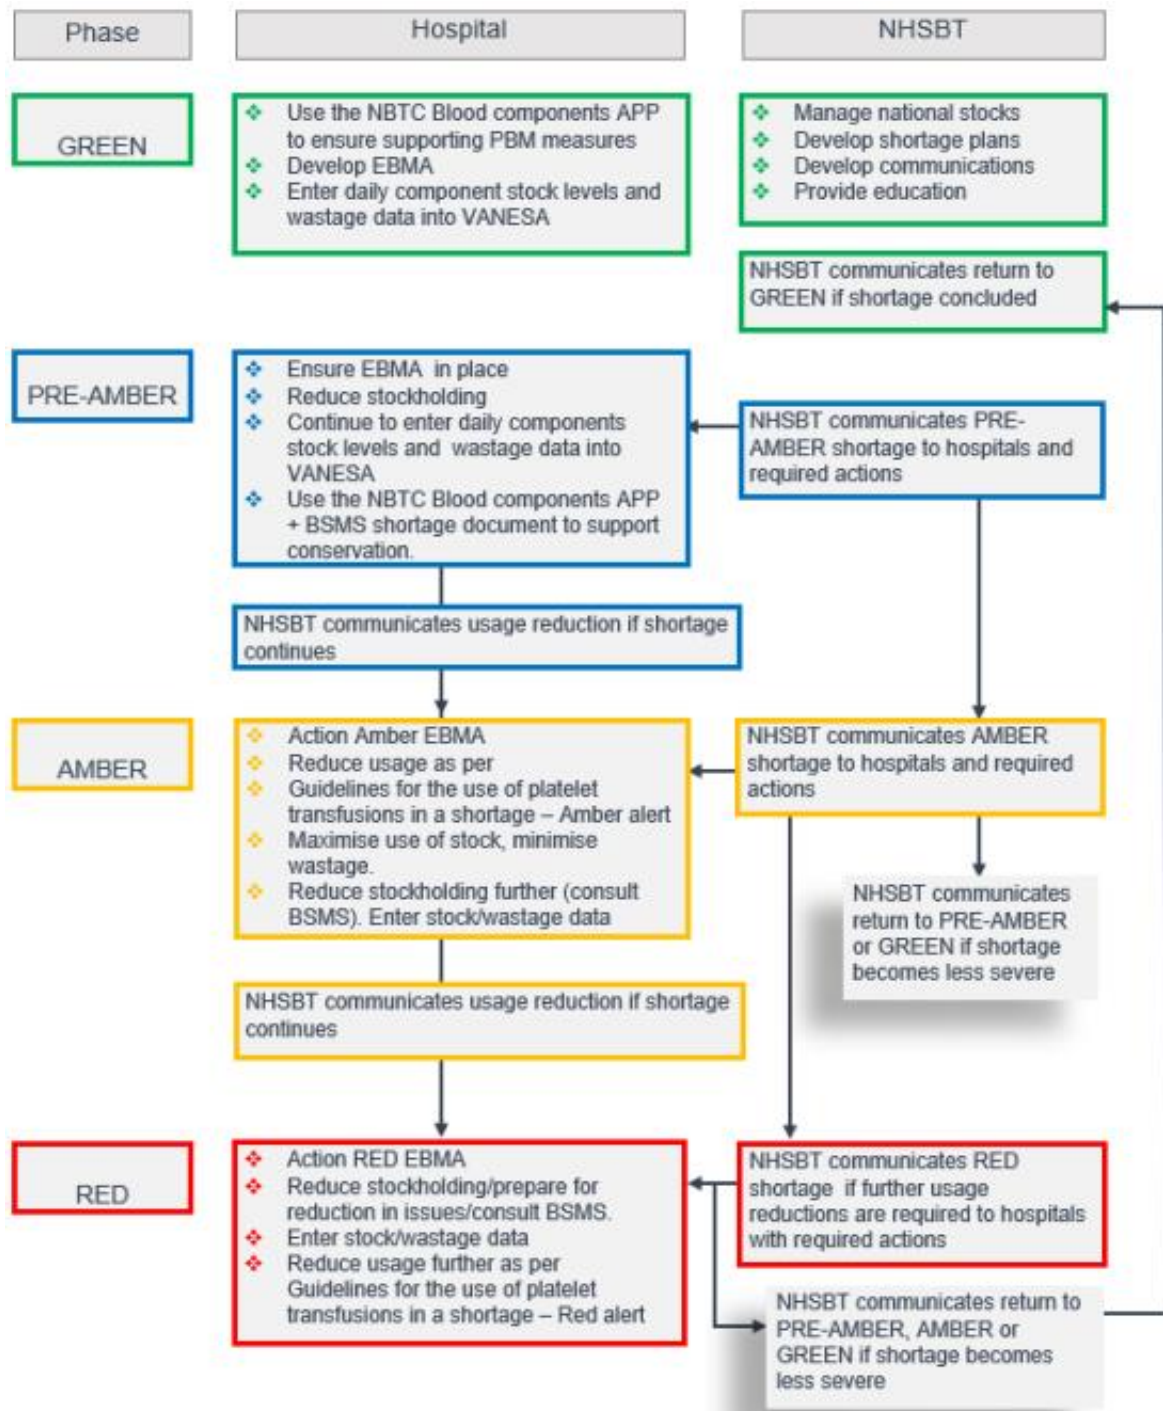 Phase
Hospital
NHSBT
GREEN
❖ Use the NBTC Blood components APP
to ensure supporting PBM measures
❖ Develop EBMA
❖ Enter daily component stock levels and
wastage data into VANESA
❖ Manage national stocks
❖ Develop shortage plans
❖ Develop communications
❖ Provide education
NHSBT communicates return to
GREEN if shortage concluded
PRE-AMBER
❖ Ensure EBMA in place
❖ Reduce stockholding
❖ Continue to enter daily components
stock levels and wastage data into
VANESA
❖ Use the NBTC Blood components APP
+ BSMS shortage document to support
conservation.
NHSBT communicates PRE-
AMBER shortage to hospitals and
required actions
NHSBT communicates usage reduction if shortage
continues
AMBER
❖ Action Amber EBMA
❖ Reduce usage as per
❖ Guidelines for the use of platelet
transfusions in a shortage – Amber alert
❖ Maximise use of stock, minimise
wastage.
❖ Reduce stockholding further (consult
BSMS). Enter stock/wastage data
NHSBT communicates AMBER
shortage to hospitals and required
actions
NHSBT communicates
return to PRE-AMBER
or GREEN if shortage
becomes less severe
NHSBT communicates usage reduction if shortage
continues
RED
❖ Action RED EBMA
❖ Reduce stockholding/prepare for
reduction in issues/consult BSMS.
❖ Enter stock/wastage data
❖ Reduce usage further as per
Guidelines for the use of platelet
transfusions in a shortage – Red alert
NHSBT communicates RED
shortage if further usage
reductions are required to hospitals
with required actions
NHSBT communicates return to
PRE-AMBER, AMBER or
GREEN if shortage becomes
less severe